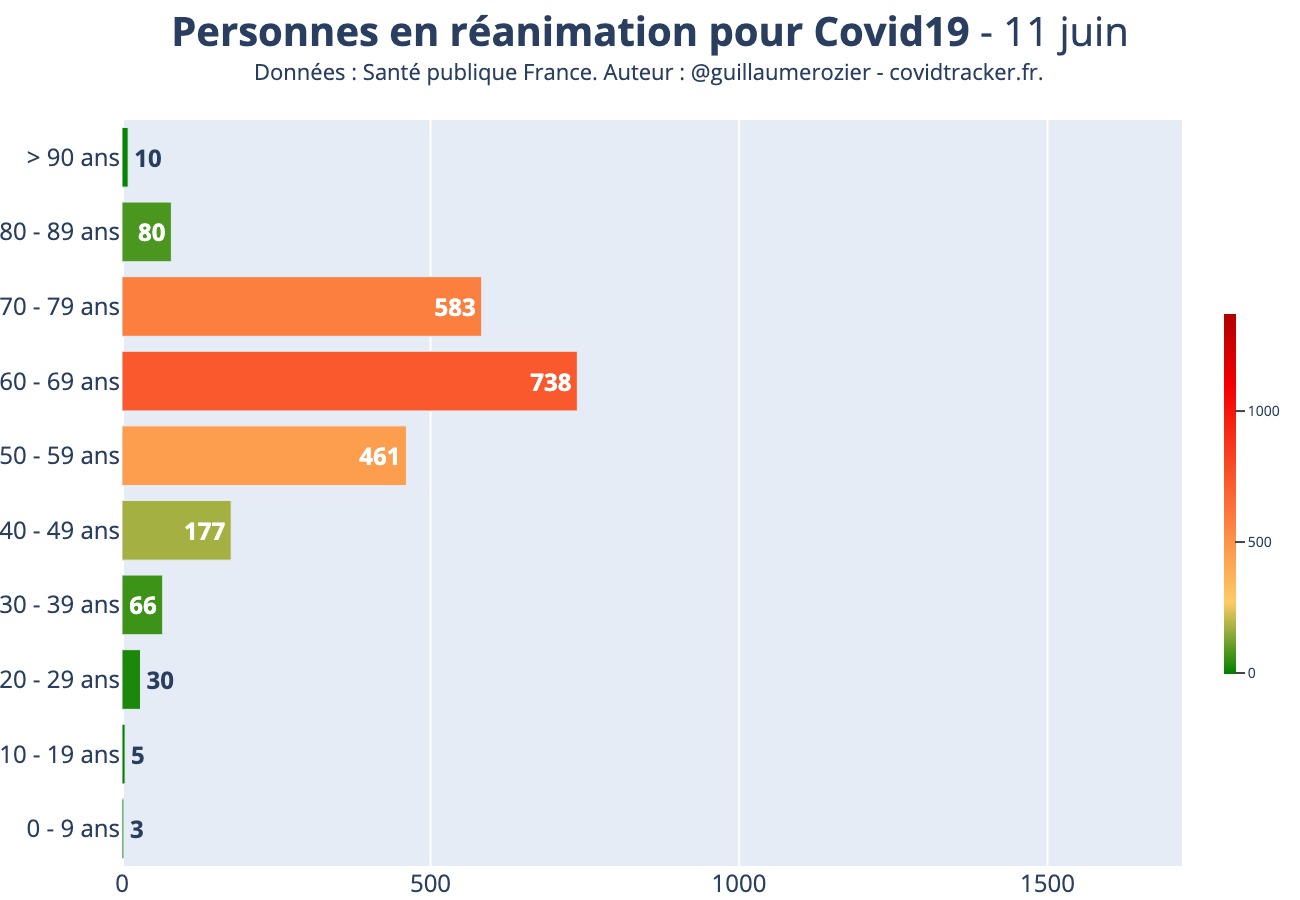 Personnes en réanimation pour Covid19 - 11 juin
Données : Santé publique France. Auteur : @guillaumerozier - covidtracker.fr.
> 90 ans 10
80 - 89 ans 80
70 - 79 ans 583
60 - 69 ans 738
50 - 59 ans 461
40 - 49 ans 177
30 - 39 ans 66
20 - 29 ans 30
10 - 19 ans 5
0 - 9 ans 3
0 500 1000 1500
1000
500
0